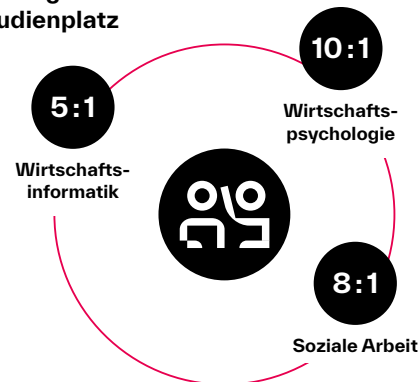 udienplatz
10:1
5:1
Wirtschafts-
psychologie
Wirtschafts-
informatik
8:1
Soziale Arbeit